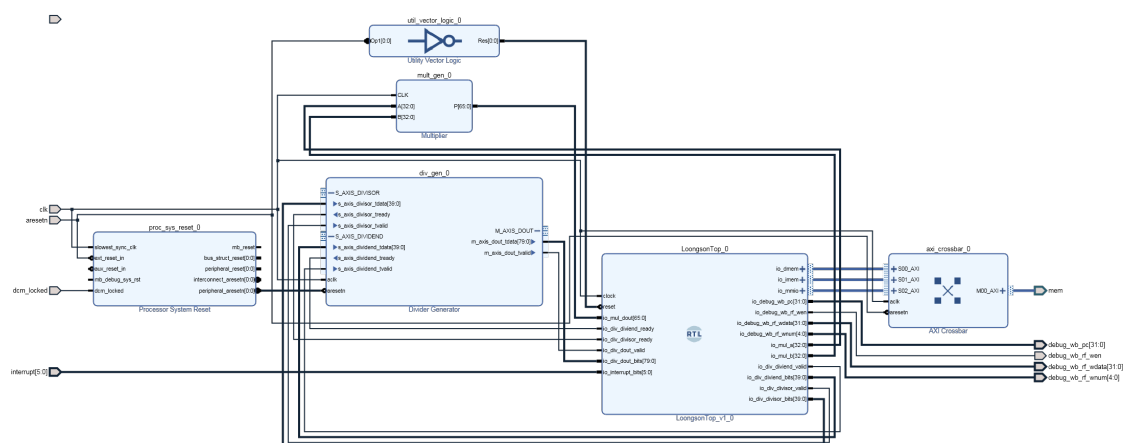 util_vector_logic_0
Op1[0:0]
Res[0:0]
Utility Vector Logic
mult_gen_0
CLK
A[32:0]
B[32:0]
P[65:0]
Multiplier
div_gen_0
S_AXIS_DIVISOR
s_axis_divisor_tdata[39:0]
s_axis_divisor_tready
s_axis_divisor_tvalid
S_AXIS_DIVIDEND
s_axis_dividend_tdata[39:0]
s_axis_dividend_tready
s_axis_dividend_tvalid
aclk
aresetn
M_AXIS_DOUT
m_axis_dout_tdata[79:0]
m_axis_dout_tvalid
Divider Generator
clk
aresetn
dcm_locked
interrupt[5:0]
proc_sys_reset_0
slowest_sync_clk
ext_reset_in
aux_reset_in
mb_debug_sys_rst
dcm_locked
mb_reset
bus_struct_reset[0:0]
peripheral_reset[0:0]
interconnect_aresetn[0:0]
peripheral_aresetn[0:0]
Processor System Reset
LoongsonTop_0
clock
reset
io_mul_dout[65:0]
io_div_diviend_ready
io_div_divisor_ready
io_div_dout_valid
io_div_dout_bits[79:0]
io_interrupt_bits[5:0]
RTL
io_dmem
io_imem
io_mmio
io_debug_wb_pc[31:0]
io_debug_wb_rf_wen
io_debug_wb_rf_wdata[31:0]
io_debug_wb_rf_wnum[4:0]
io_mul_a[32:0]
io_mul_b[32:0]
io_div_diviend_valid
io_div_diviend_bits[39:0]
io_div_divisor_valid
io_div_divisor_bits[39:0]
LoongsonTop_v1_0
axi_crossbar_0
S00_AXI
S01_AXI
S02_AXI
aclk
aresetn
M00_AXI
AXI Crossbar
mem
debug_wb_pc[31:0]
debug_wb_rf_wen
debug_wb_rf_wdata[31:0]
debug_wb_rf_wnum[4:0]